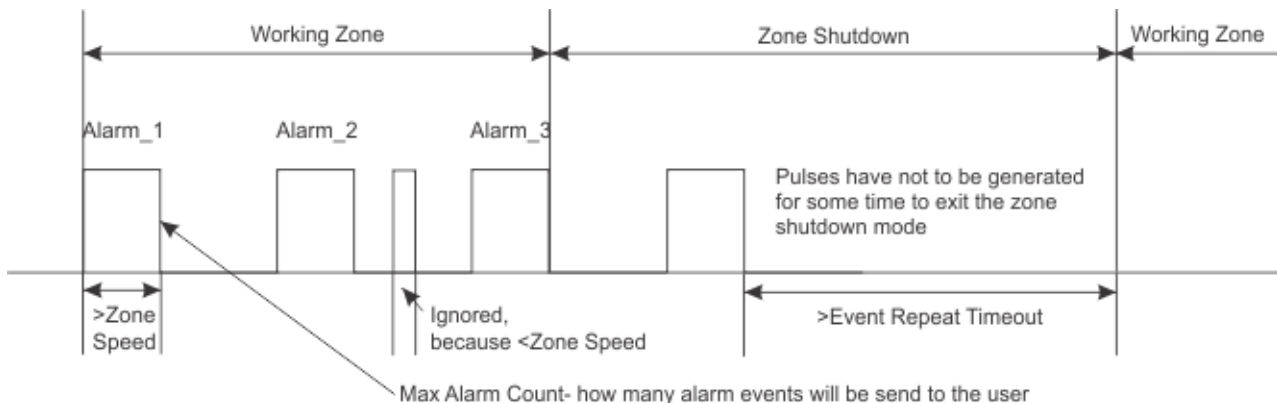 Working Zone
Zone Shutdown
Working Zone
Alarm_1
Alarm_2
Alarm_3
Pulses have not to be generated
for some time to exit the zone
shutdown mode
>Zone
Speed
Ignored,
because <Zone Speed
>Event Repeat Timeout
Max Alarm Count- how many alarm events will be send to the user